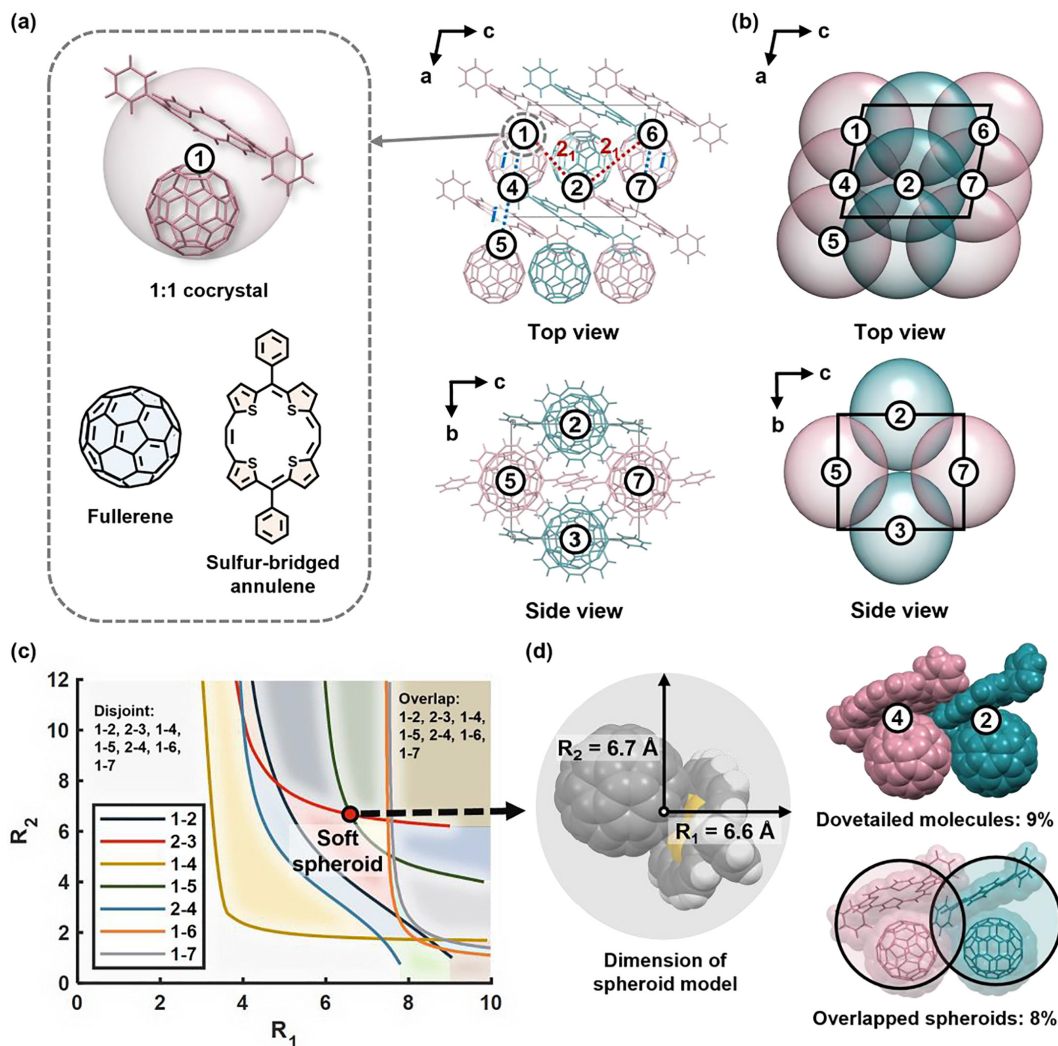 (a)
1
1:1 cocrystal
Fullerene
S S
S S
Sulfur-bridged
annulene
c
a
1
6
i
2₁
2₁
i
4
2
7
i
5
Top view
c
b
2
5
7
3
Side view
(b)
c
a
1
6
4
2
7
5
Top view
c
b
2
5
7
3
Side view
(c)
R₂
12
10
8
6
4
2
0
Disjoint:
1-2, 2-3, 1-4,
1-5, 2-4, 1-6,
1-7
Overlap:
1-2, 2-3, 1-4,
1-5, 2-4, 1-6,
1-7
Soft
spheroid
1-2
2-3
1-4
1-5
2-4
1-6
1-7
0 2 4 6 8 10
R₁
(d)
R₂ = 6.7 Å
R₁ = 6.6 Å
Dimension of
spheroid model
4
2
Dovetailed molecules: 9%
Overlapped spheroids: 8%